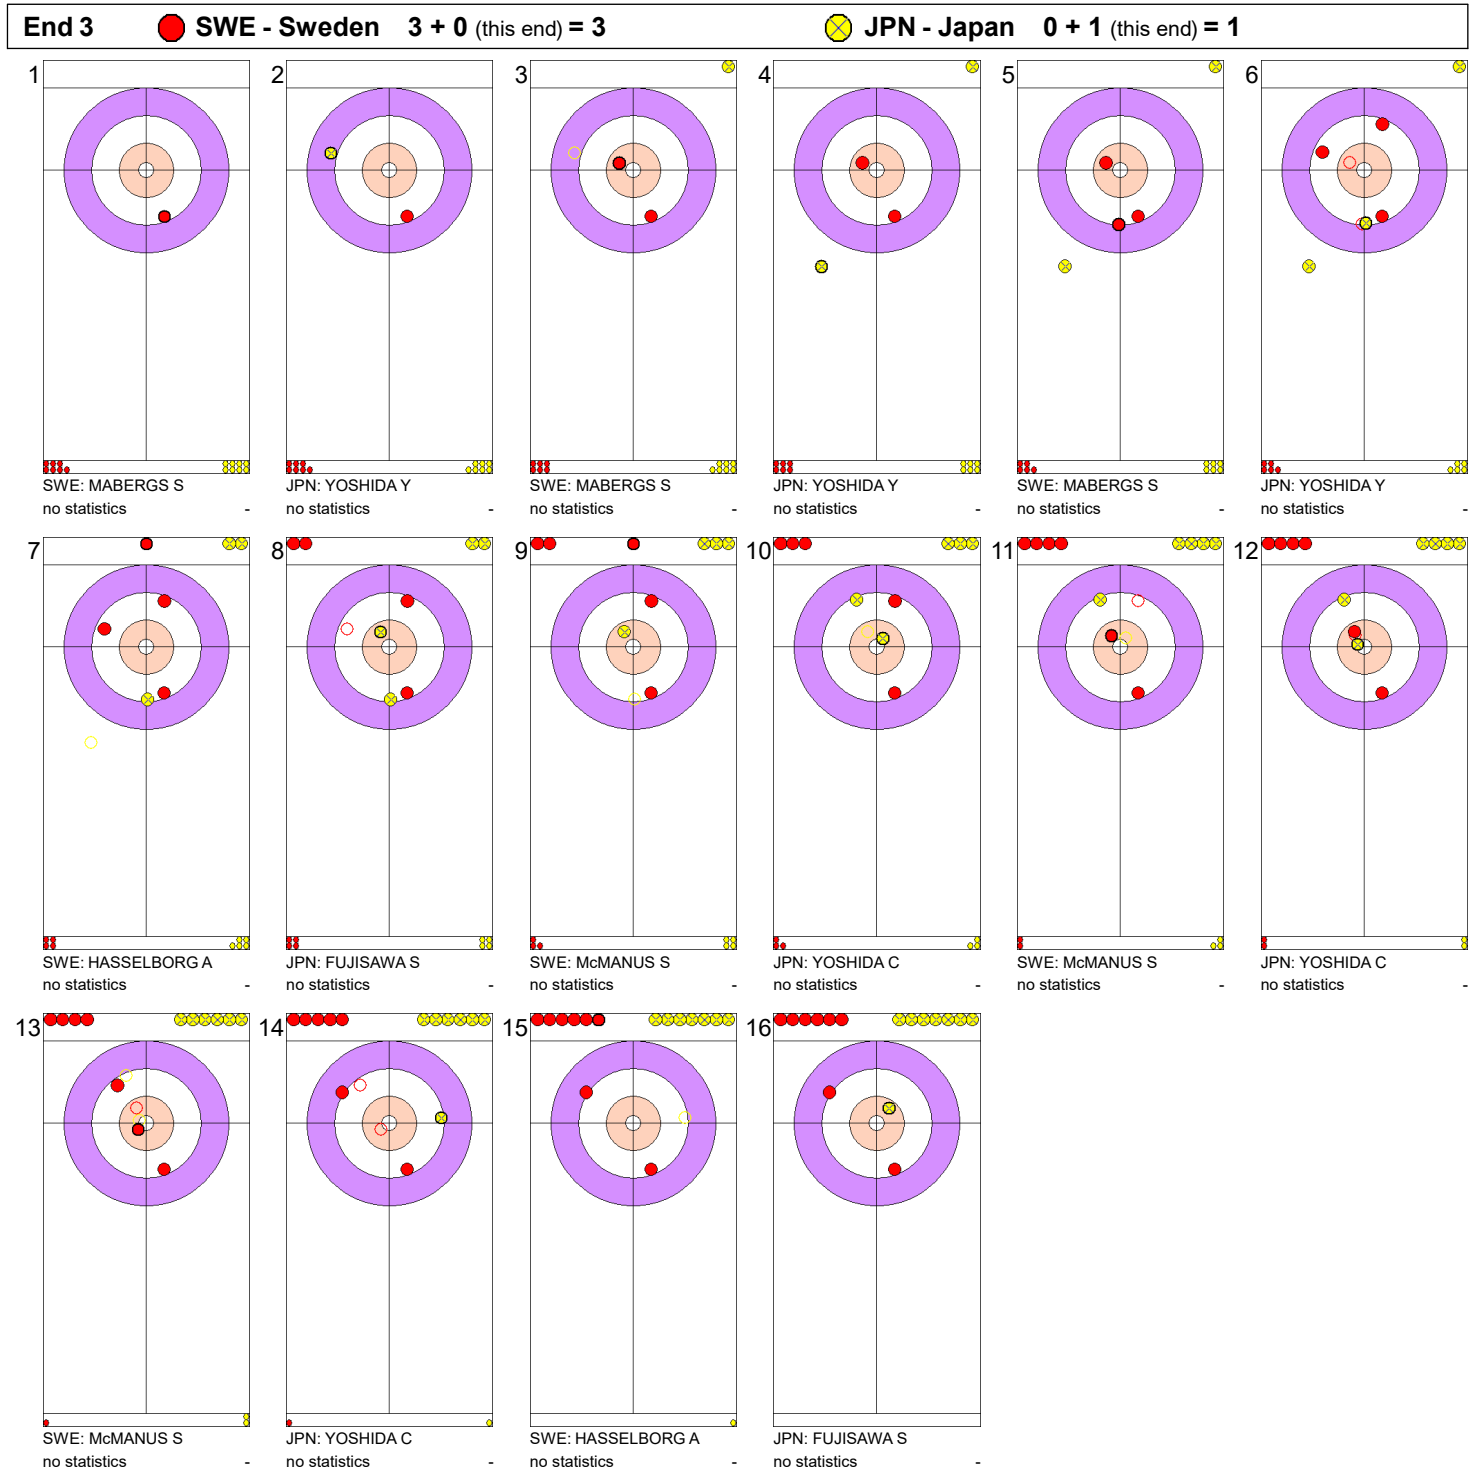 End 3 SWE - Sweden 3 + 0 (this end) = 3 JPN - Japan 0 + 1 (this end) = 1
1 2 3 4 5 6
SWE: MABERGS S JPN: YOSHIDA Y SWE: MABERGS S JPN: YOSHIDA Y SWE: MABERGS S JPN: YOSHIDA Y
no statistics - no statistics - no statistics - no statistics - no statistics - no statistics -
7 8 9 10 11 12
SWE: HASSELBORG A JPN: FUJISAWA S SWE: McMANUS S JPN: YOSHIDA C SWE: McMANUS S JPN: YOSHIDA C
no statistics - no statistics - no statistics - no statistics - no statistics - no statistics -
13 14 15 16
SWE: McMANUS S JPN: YOSHIDA C SWE: HASSELBORG A JPN: FUJISAWA S
no statistics - no statistics - no statistics - no statistics -